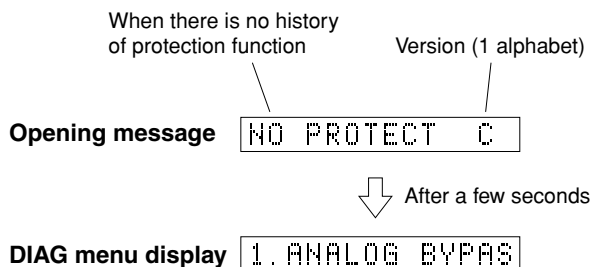 When there is no history
of protection function
Version (1 alphabet)
Opening message
NO PROTECT C
After a few seconds
DIAG menu display
1.ANALOG BYPAS